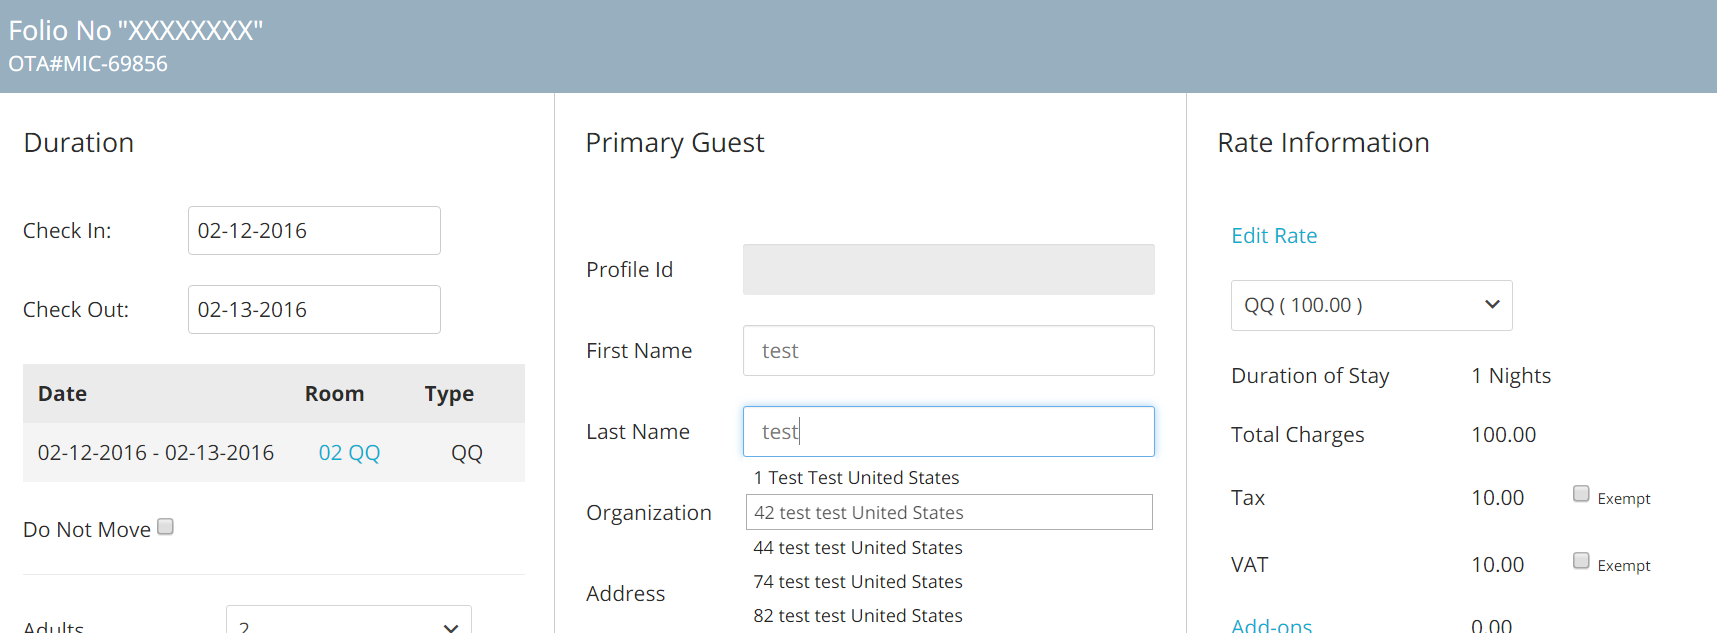 Folio No "XXXXXXXX"
OTA#MIC-69856
Duration
Check In: 02-12-2016
Check Out: 02-13-2016
Date Room Type
02-12-2016 - 02-13-2016 02 QQ QQ
Do Not Move
Adults 2
Primary Guest
Profile Id
First Name test
Last Name test
1 Test Test United States
Organization
42 test test United States
44 test test United States
74 test test United States
Address
82 test test United States
Rate Information
Edit Rate
QQ ( 100.00 )
Duration of Stay 1 Nights
Total Charges 100.00
Tax 10.00 Exempt
VAT 10.00 Exempt
Add-ons 0.00